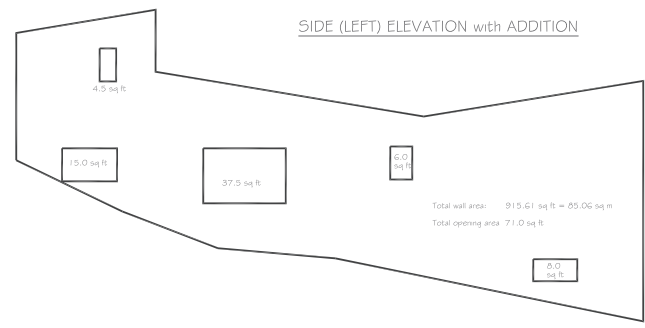 SIDE (LEFT) ELEVATION with ADDITION
4.5 sq ft
15.0 sq ft
37.5 sq ft
6.0
sq ft
Total wall area: 915.61 sq ft = 85.06 sq m
Total opening area 71.0 sq ft
8.0
sq ft